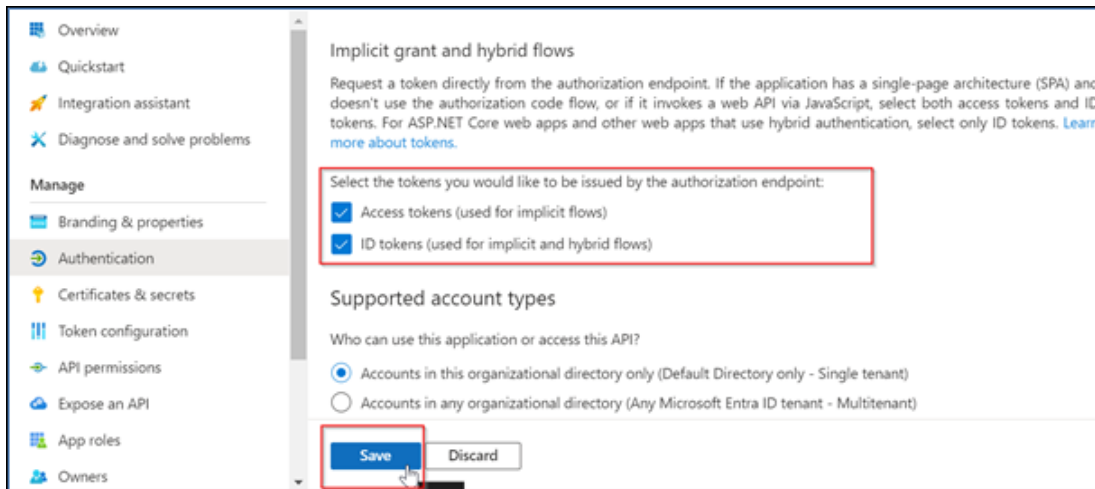 Overview
Quickstart
Integration assistant
Diagnose and solve problems
Manage
Branding & properties
Authentication
Certificates & secrets
Token configuration
API permissions
Expose an API
App roles
Owners
Implicit grant and hybrid flows
Request a token directly from the authorization endpoint. If the application has a single-page architecture (SPA) and
doesn't use the authorization code flow, or if it invokes a web API via JavaScript, select both access tokens and ID
tokens. For ASP.NET Core web apps and other web apps that use hybrid authentication, select only ID tokens. Learn
more about tokens.
Select the tokens you would like to be issued by the authorization endpoint:
Access tokens (used for implicit flows)
ID tokens (used for implicit and hybrid flows)
Supported account types
Who can use this application or access this API?
Accounts in this organizational directory only (Default Directory only - Single tenant)
Accounts in any organizational directory (Any Microsoft Entra ID tenant - Multitenant)
Save
Discard